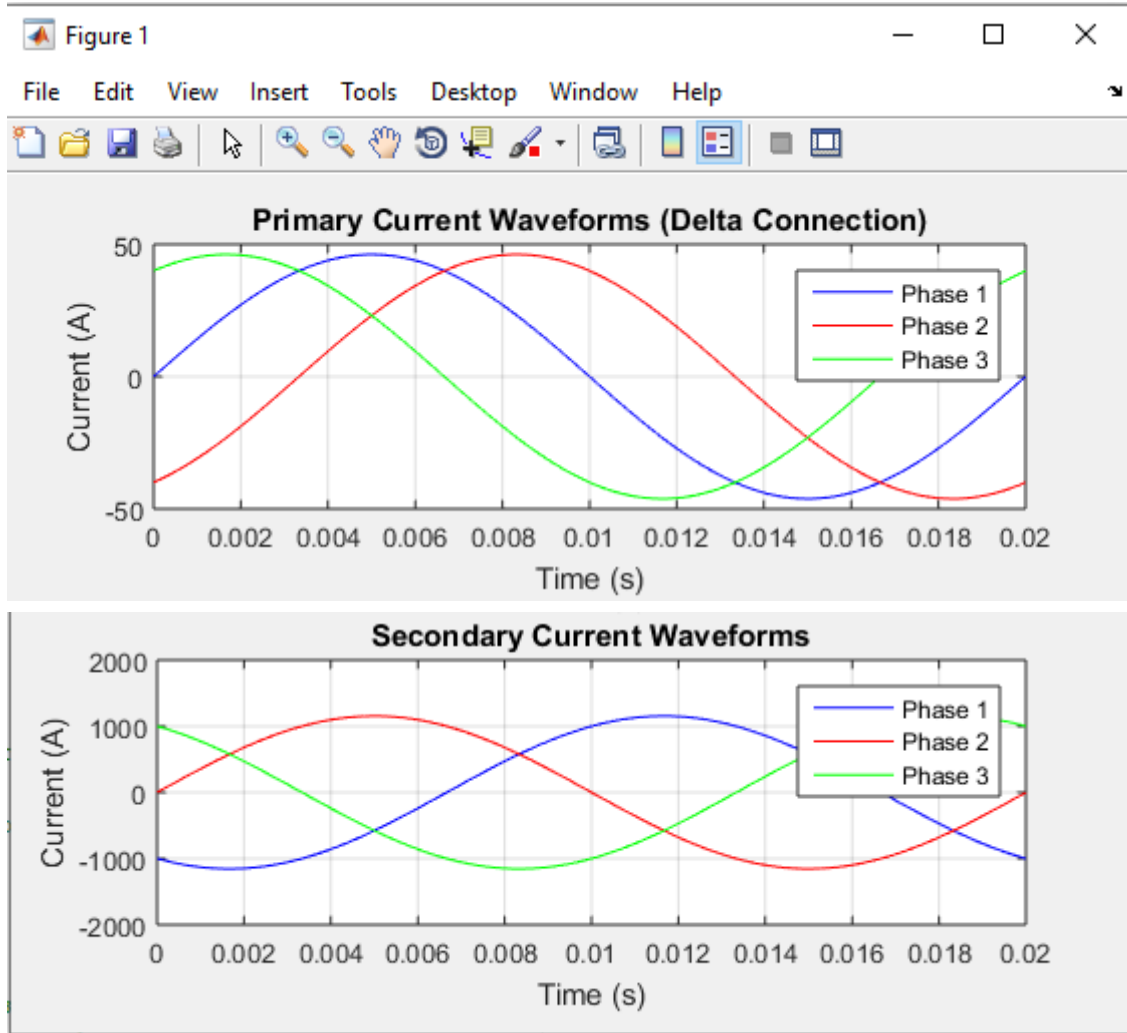 Figure 1
File Edit View Insert Tools Desktop Window Help
Primary Current Waveforms (Delta Connection)
50
0
-50
Current (A)
Phase 1
Phase 2
Phase 3
0 0.002 0.004 0.006 0.008 0.01 0.012 0.014 0.016 0.018 0.02
Time (s)
Secondary Current Waveforms
2000
1000
0
-1000
-2000
Current (A)
Phase 1
Phase 2
Phase 3
0 0.002 0.004 0.006 0.008 0.01 0.012 0.014 0.016 0.018 0.02
Time (s)